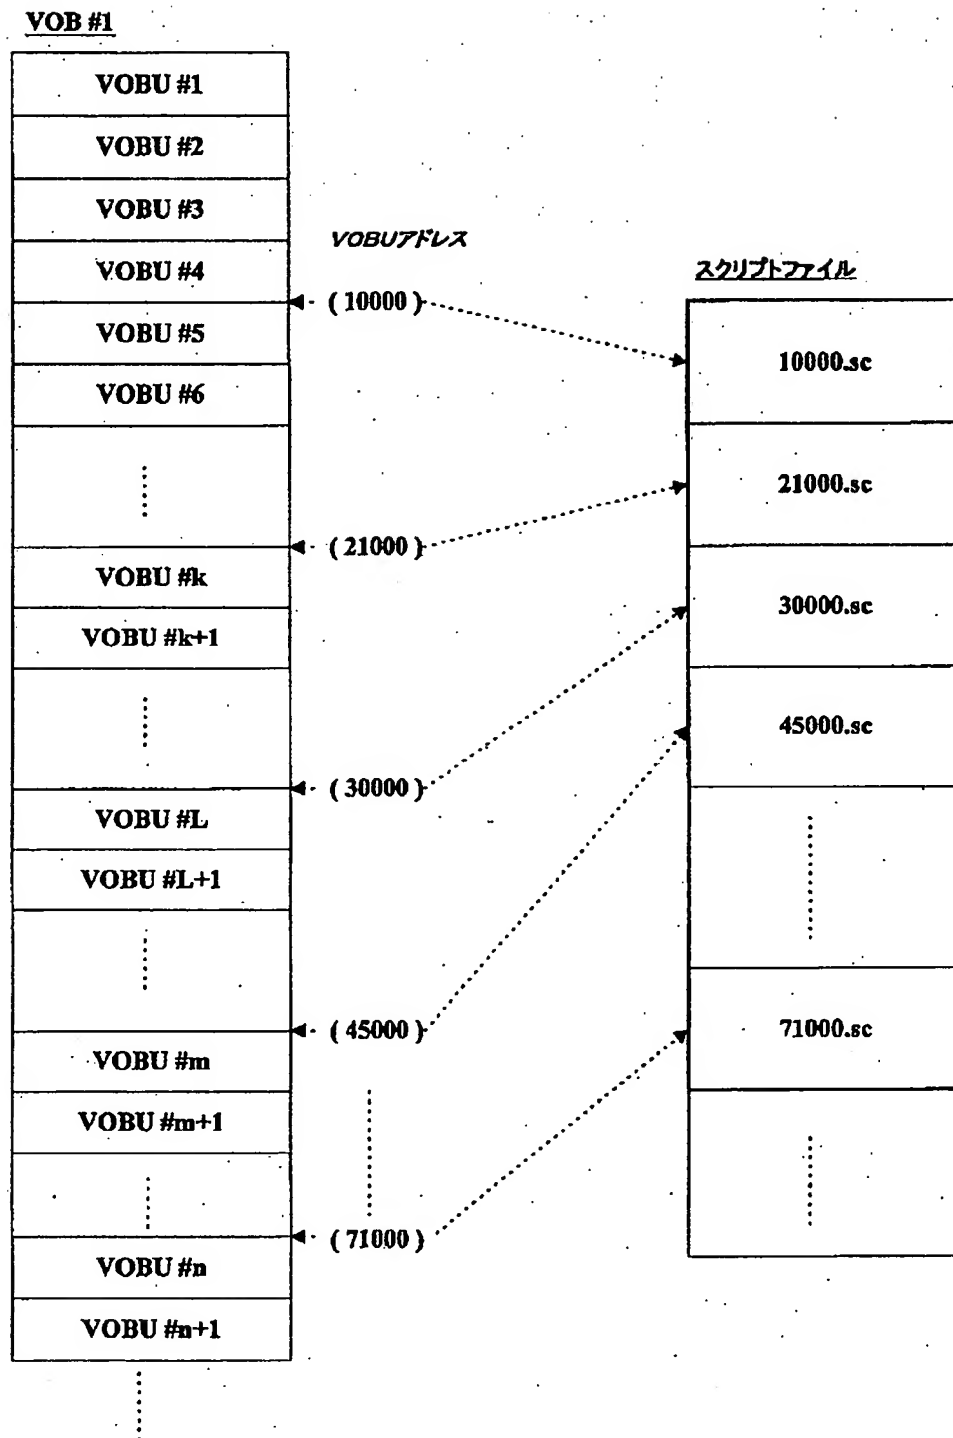 VOB #1
VOBU #1
VOBU #2
VOBU #3
VOBU #4
VOBU #5
VOBU #6
VOBU #k
VOBU #k+1
VOBU #L
VOBU #L+1
VOBU #m
VOBU #m+1
VOBU #n
VOBU #n+1
VOBUアドレス
( 10000 )
( 21000 )
( 30000 )
( 45000 )
( 71000 )
スクリプトファイル
10000.sc
21000.sc
30000.sc
45000.sc
71000.sc